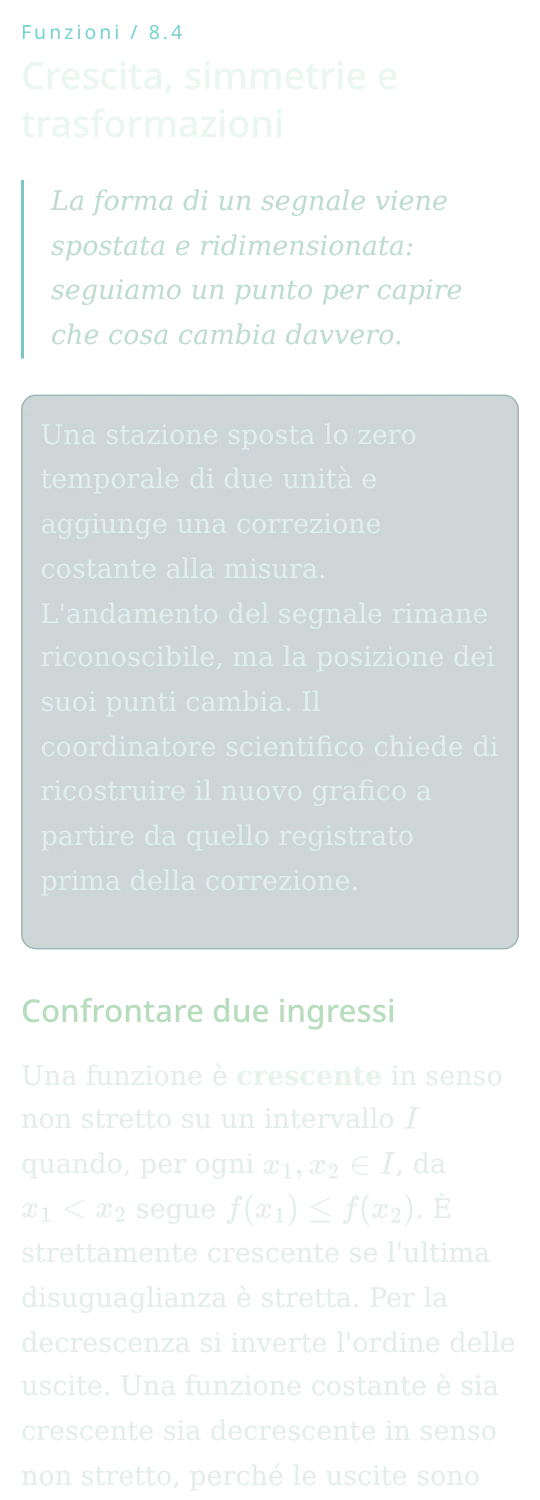 Funzioni / 8.4
Crescita, simmetrie e
trasformazioni
La forma di un segnale viene
spostata e ridimensionata:
seguiamo un punto per capire
che cosa cambia davvero.
Una stazione sposta lo zero
temporale di due unità e
aggiunge una correzione
costante alla misura.
L'andamento del segnale rimane
riconoscibile, ma la posizione dei
suoi punti cambia. Il
coordinatore scientifico chiede di
ricostruire il nuovo grafico a
partire da quello registrato
prima della correzione.
Confrontare due ingressi
Una funzione è crescente in senso
non stretto su un intervallo I
quando, per ogni x₁, x₂ ∈ I, da
x₁ < x₂ segue f(x₁) ≤ f(x₂). È
strettamente crescente se l'ultima
disuguaglianza è stretta. Per la
decrescenza si inverte l'ordine delle
uscite. Una funzione costante è sia
crescente sia decrescente in senso
non stretto, perché le uscite sono